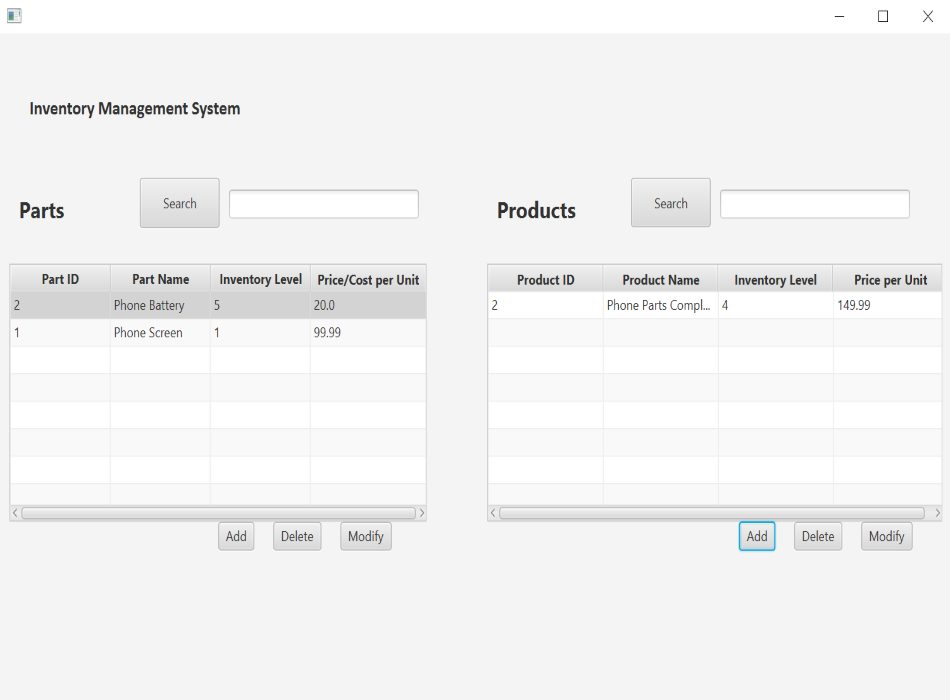 Inventory Management System
Parts
Search
Products
Search
Part ID Part Name Inventory Level Price/Cost per Unit
2 Phone Battery 5 20.0
1 Phone Screen 1 99.99
Add Delete Modify
Product ID Product Name Inventory Level Price per Unit
2 Phone Parts Compl... 4 149.99
Add Delete Modify